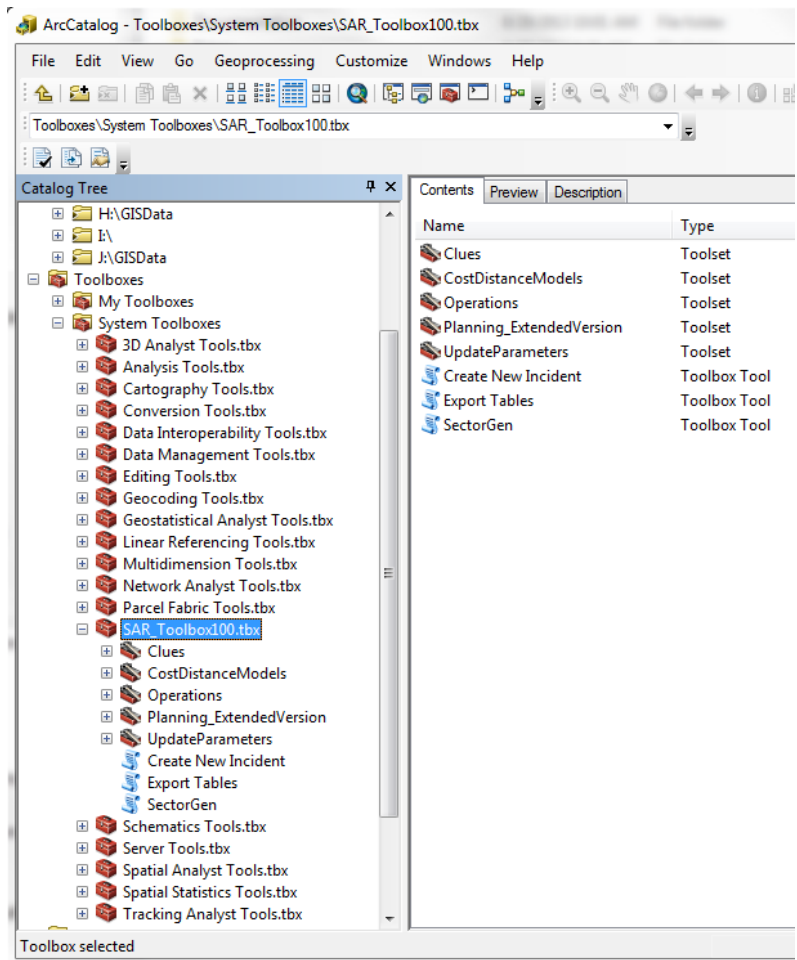 ArcCatalog - Toolboxes\System Toolboxes\SAR_Toolbox100.tbx
File Edit View Go Geoprocessing Customize Windows Help
Toolboxes\System Toolboxes\SAR_Toolbox100.tbx
Catalog Tree
H:\GISData
I:\
J:\GISData
Toolboxes
My Toolboxes
System Toolboxes
3D Analyst Tools.tbx
Analysis Tools.tbx
Cartography Tools.tbx
Conversion Tools.tbx
Data Interoperability Tools.tbx
Data Management Tools.tbx
Editing Tools.tbx
Geocoding Tools.tbx
Geostatistical Analyst Tools.tbx
Linear Referencing Tools.tbx
Multidimension Tools.tbx
Network Analyst Tools.tbx
Parcel Fabric Tools.tbx
SAR_Toolbox100.tbx
Clues
CostDistanceModels
Operations
Planning_ExtendedVersion
UpdateParameters
Create New Incident
Export Tables
SectorGen
Schematics Tools.tbx
Server Tools.tbx
Spatial Analyst Tools.tbx
Spatial Statistics Tools.tbx
Tracking Analyst Tools.tbx
Contents Preview Description
Name Type
Clues Toolset
CostDistanceModels Toolset
Operations Toolset
Planning_ExtendedVersion Toolset
UpdateParameters Toolset
Create New Incident Toolbox Tool
Export Tables Toolbox Tool
SectorGen Toolbox Tool
Toolbox selected